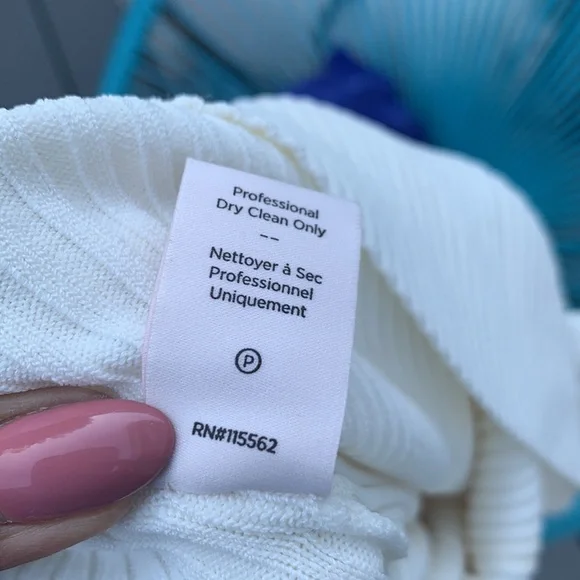 Professional
Dry Clean Only
--
Nettoyer à Sec
Professionnel
Uniquement
P
RN#115562